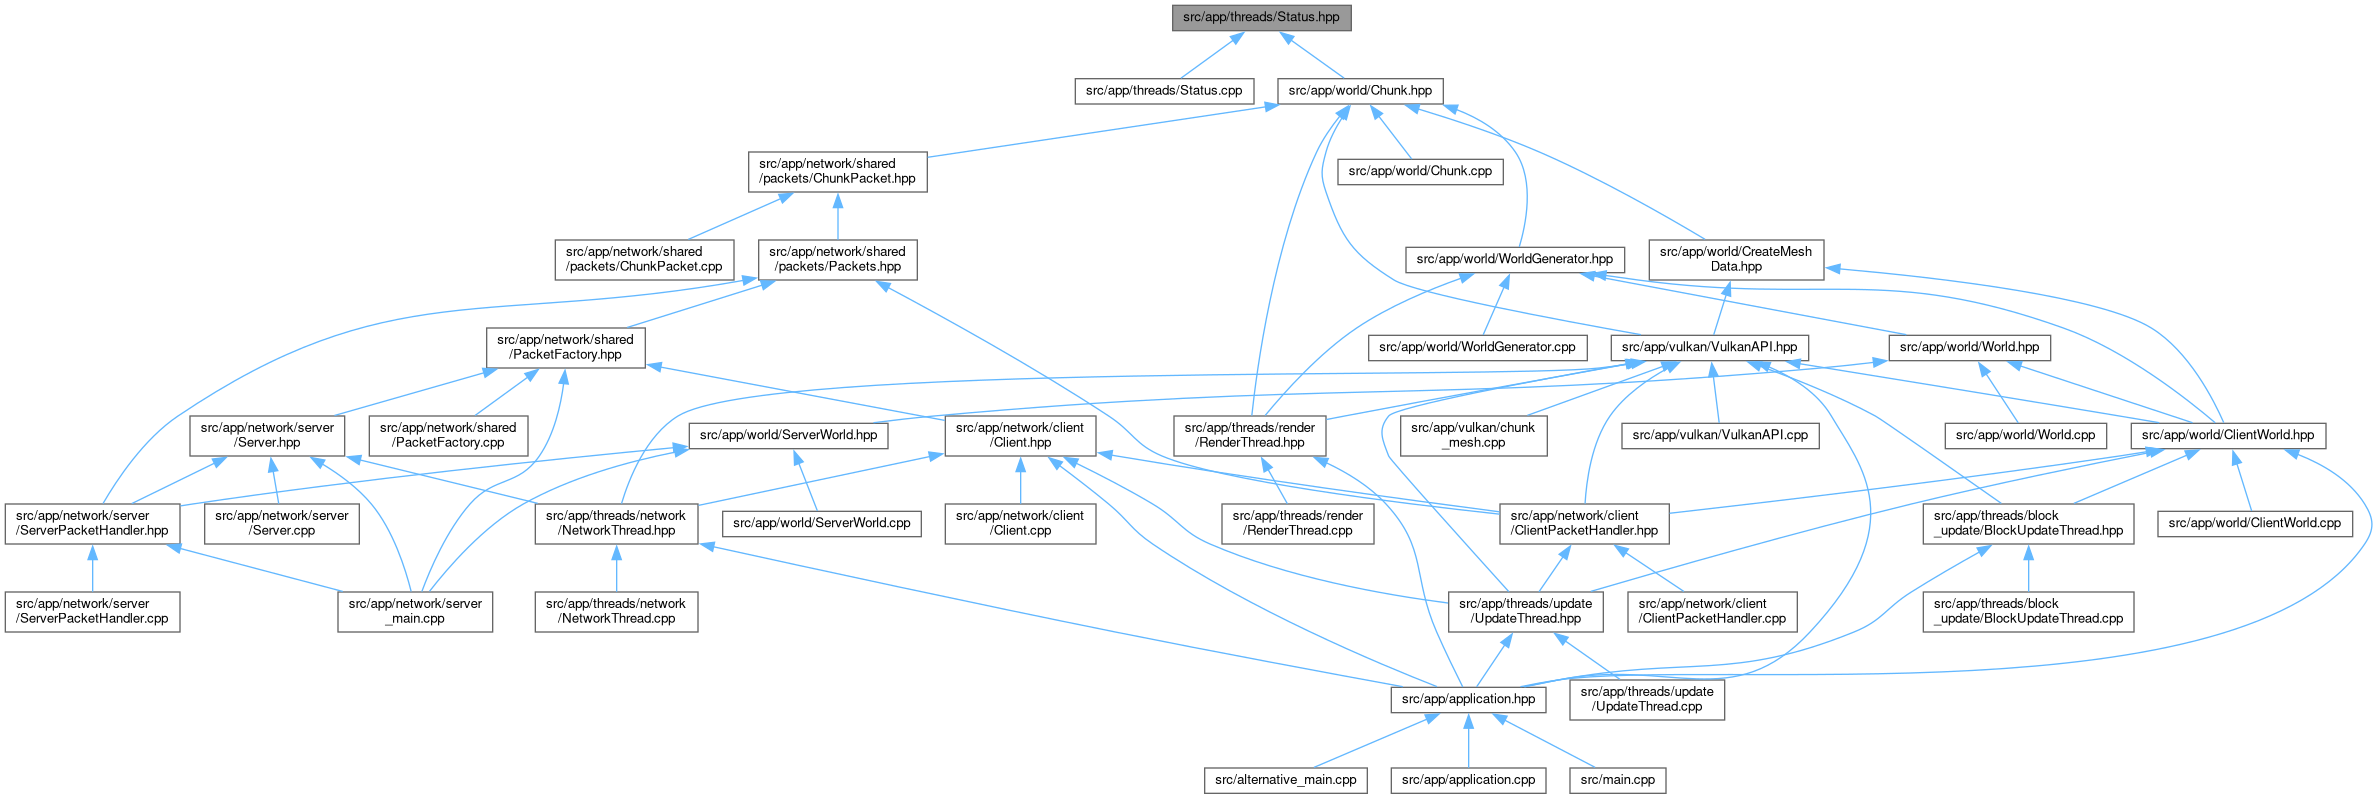 src/app/threads/Status.hpp
src/app/threads/Status.cpp
src/app/world/Chunk.hpp
src/app/network/shared
/packets/ChunkPacket.hpp
src/app/world/Chunk.cpp
src/app/network/shared
/packets/ChunkPacket.cpp
src/app/network/shared
/packets/Packets.hpp
src/app/world/WorldGenerator.hpp
src/app/world/CreateMesh
Data.hpp
src/app/network/shared
/PacketFactory.hpp
src/app/world/WorldGenerator.cpp
src/app/vulkan/VulkanAPI.hpp
src/app/world/World.hpp
src/app/network/server
/Server.hpp
src/app/network/shared
/PacketFactory.cpp
src/app/world/ServerWorld.hpp
src/app/network/client
/Client.hpp
src/app/threads/render
/RenderThread.hpp
src/app/vulkan/chunk
_mesh.cpp
src/app/vulkan/VulkanAPI.cpp
src/app/world/World.cpp
src/app/world/ClientWorld.hpp
src/app/network/server
/ServerPacketHandler.hpp
src/app/network/server
/Server.cpp
src/app/threads/network
/NetworkThread.hpp
src/app/world/ServerWorld.cpp
src/app/network/client
/Client.cpp
src/app/threads/render
/RenderThread.cpp
src/app/network/client
/ClientPacketHandler.hpp
src/app/threads/block
_update/BlockUpdateThread.hpp
src/app/world/ClientWorld.cpp
src/app/network/server
/ServerPacketHandler.cpp
src/app/network/server
_main.cpp
src/app/threads/network
/NetworkThread.cpp
src/app/threads/update
/UpdateThread.hpp
src/app/network/client
/ClientPacketHandler.cpp
src/app/threads/block
_update/BlockUpdateThread.cpp
src/app/application.hpp
src/app/threads/update
/UpdateThread.cpp
src/alternative_main.cpp
src/app/application.cpp
src/main.cpp